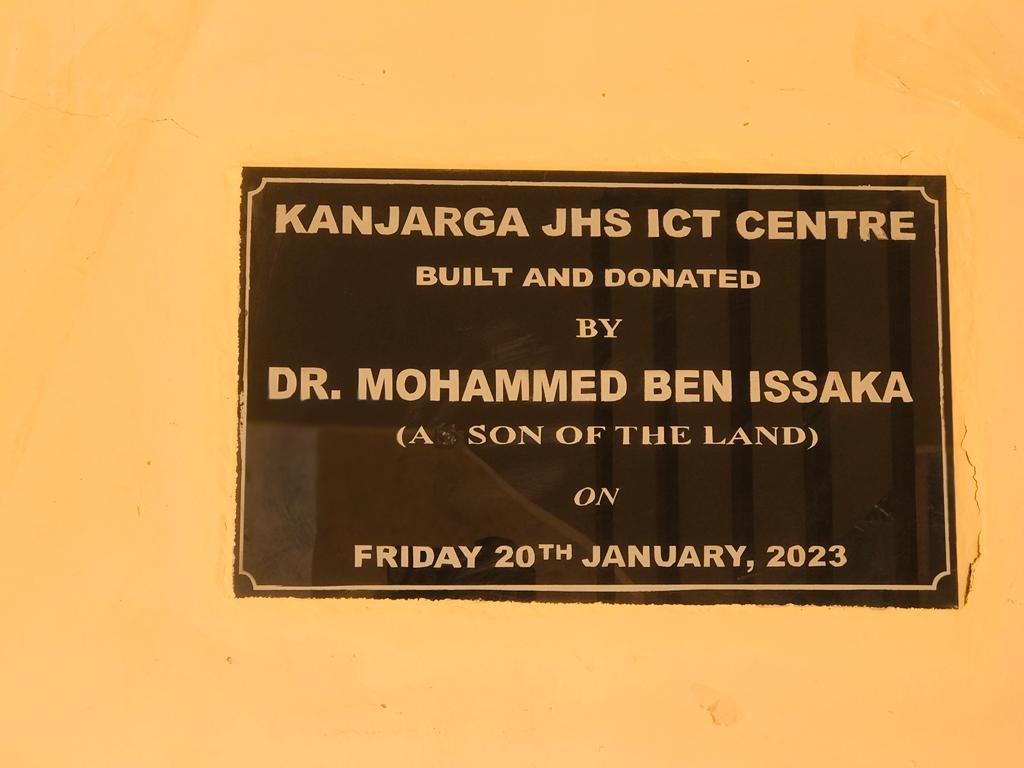 KANJARGA JHS ICT CENTRE
BUILT AND DONATED
BY
DR. MOHAMMED BEN ISSAKA
(A SON OF THE LAND)
ON
FRIDAY 20TH JANUARY, 2023